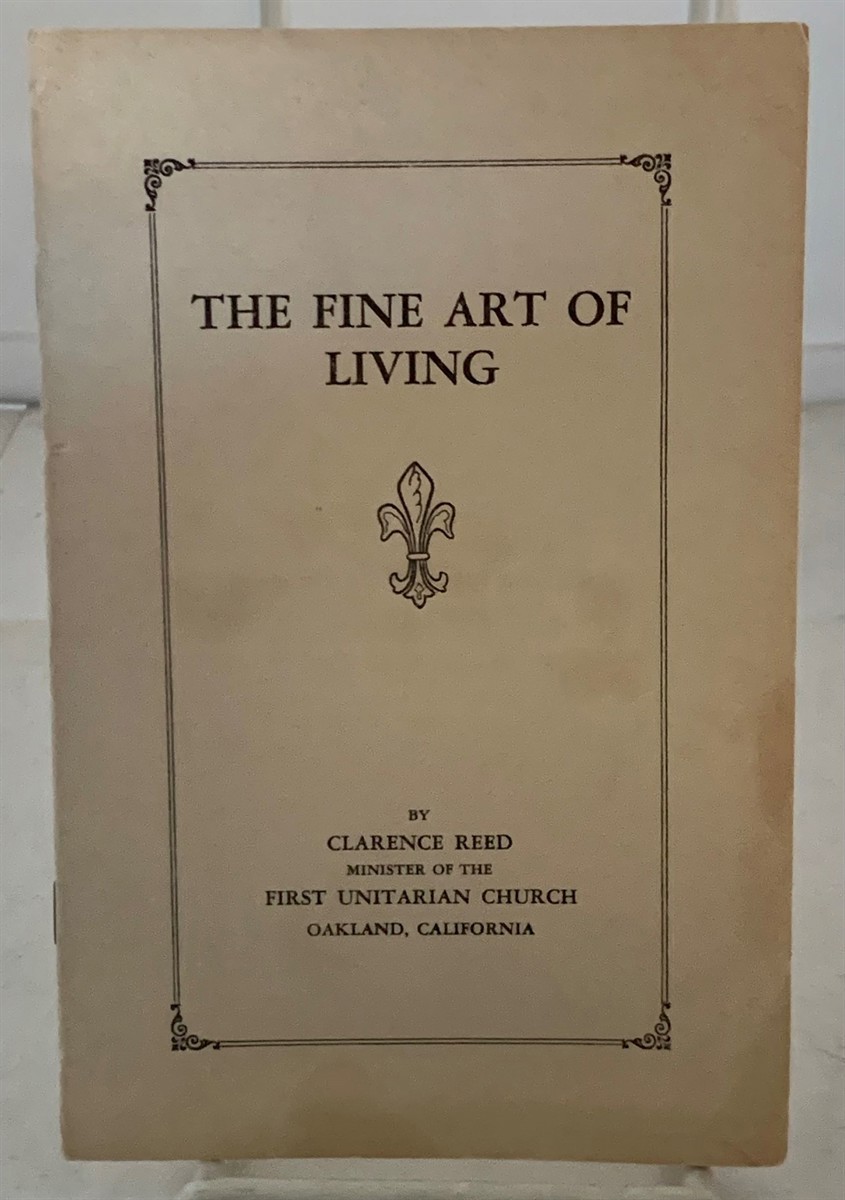 THE FINE ART OF
LIVING
BY
CLARENCE REED
MINISTER OF THE
FIRST UNITARIAN CHURCH
OAKLAND, CALIFORNIA